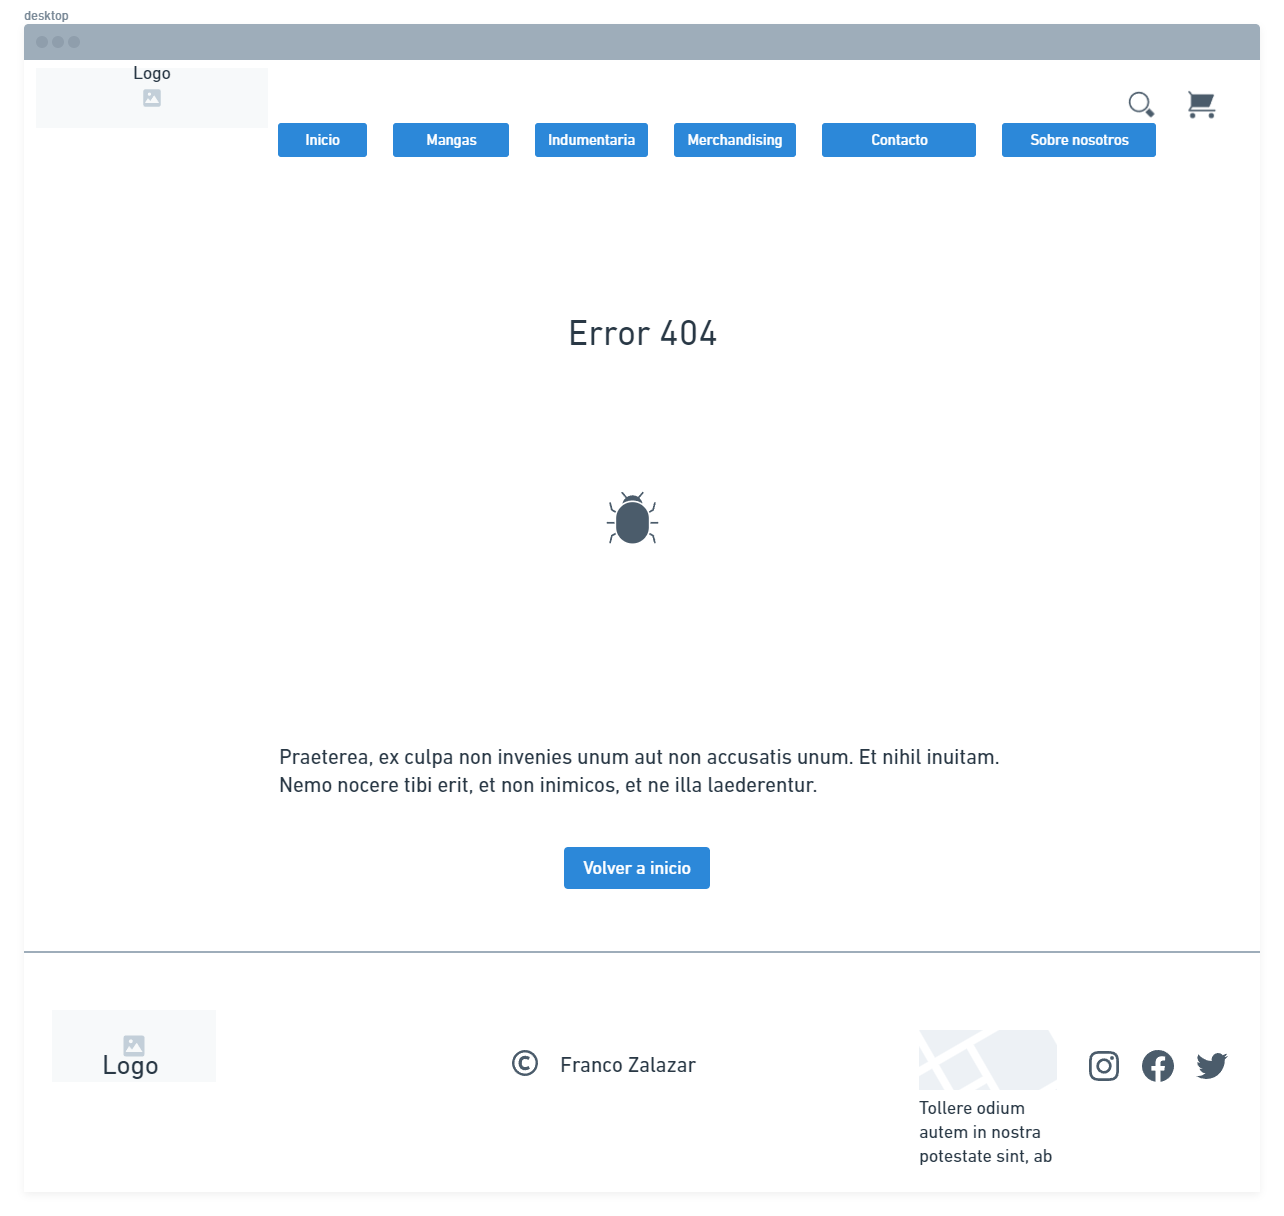 desktop
Logo
Inicio
Mangas
Indumentaria
Merchandising
Contacto
Sobre nosotros
Error 404
Praeterea, ex culpa non invenies unum aut non accusatis unum. Et nihil inuitam.
Nemo nocere tibi erit, et non inimicos, et ne illa laederentur.
Volver a inicio
Logo
© Franco Zalazar
Tollere odium
autem in nostra
potestate sint, ab